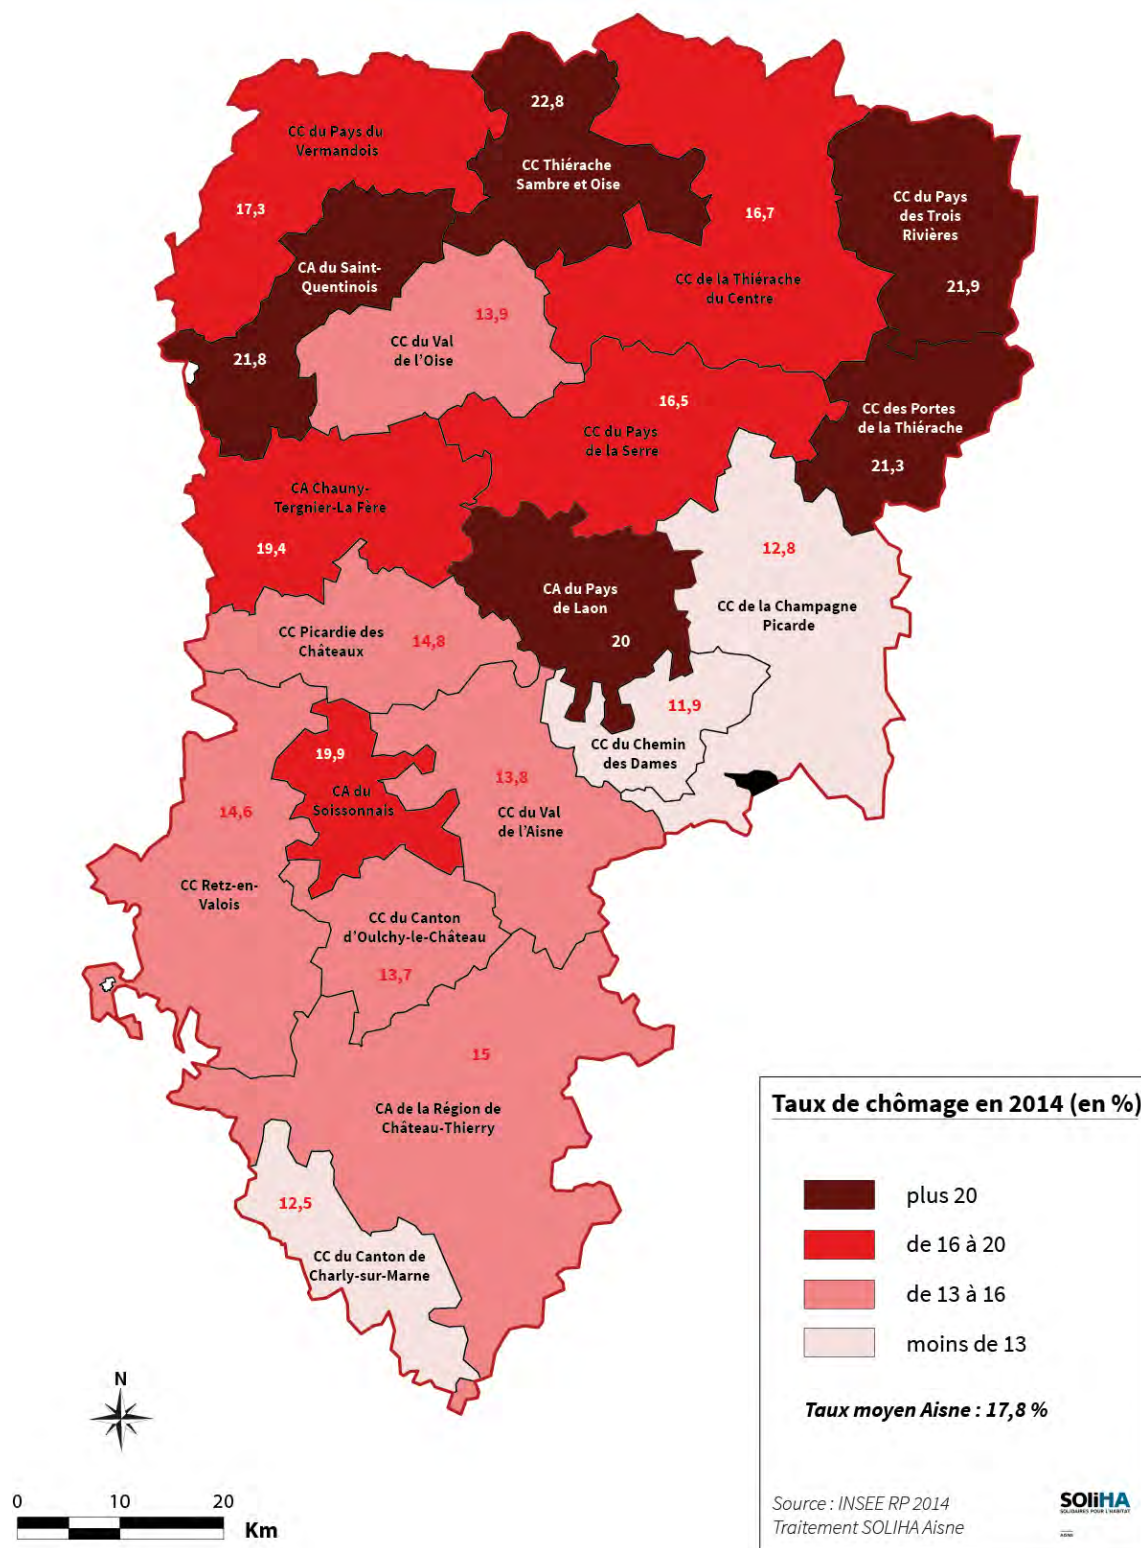 22,8
CC du Pays du
Vermandois
CC Thiérache
Sambre et Oise
17,3
16,7
CC du Pays
des Trois
Rivières
CA du Saint-
Quentinois
CC de la Thiérache
du Centre
21,9
13,9
CC du Val
de l'Oise
21,8
16,5
CC du Pays
de la Serre
CC des Portes
de la Thiérache
21,3
CA Chauny-
Tergnier-La Fère
19,4
12,8
CA du Pays
de Laon
20
CC de la Champagne
Picarde
CC Picardie des
Châteaux
14,8
11,9
CC du Chemin
des Dames
19,9
CA du
Soissonnais
13,8
CC du Val
de l'Aisne
14,6
CC Retz-en-
Valois
CC du Canton
d'Oulchy-le-Château
13,7
15
CA de la Région de
Château-Thierry
12,5
CC du Canton de
Charly-sur-Marne
Taux de chômage en 2014 (en %)
plus 20
de 16 à 20
de 13 à 16
moins de 13
Taux moyen Aisne : 17,8 %
N
0 10 20
Km
Source : INSEE RP 2014
Traitement SOLIHA Aisne
SOliHA
SOLIDAIRES POUR L'HABITAT